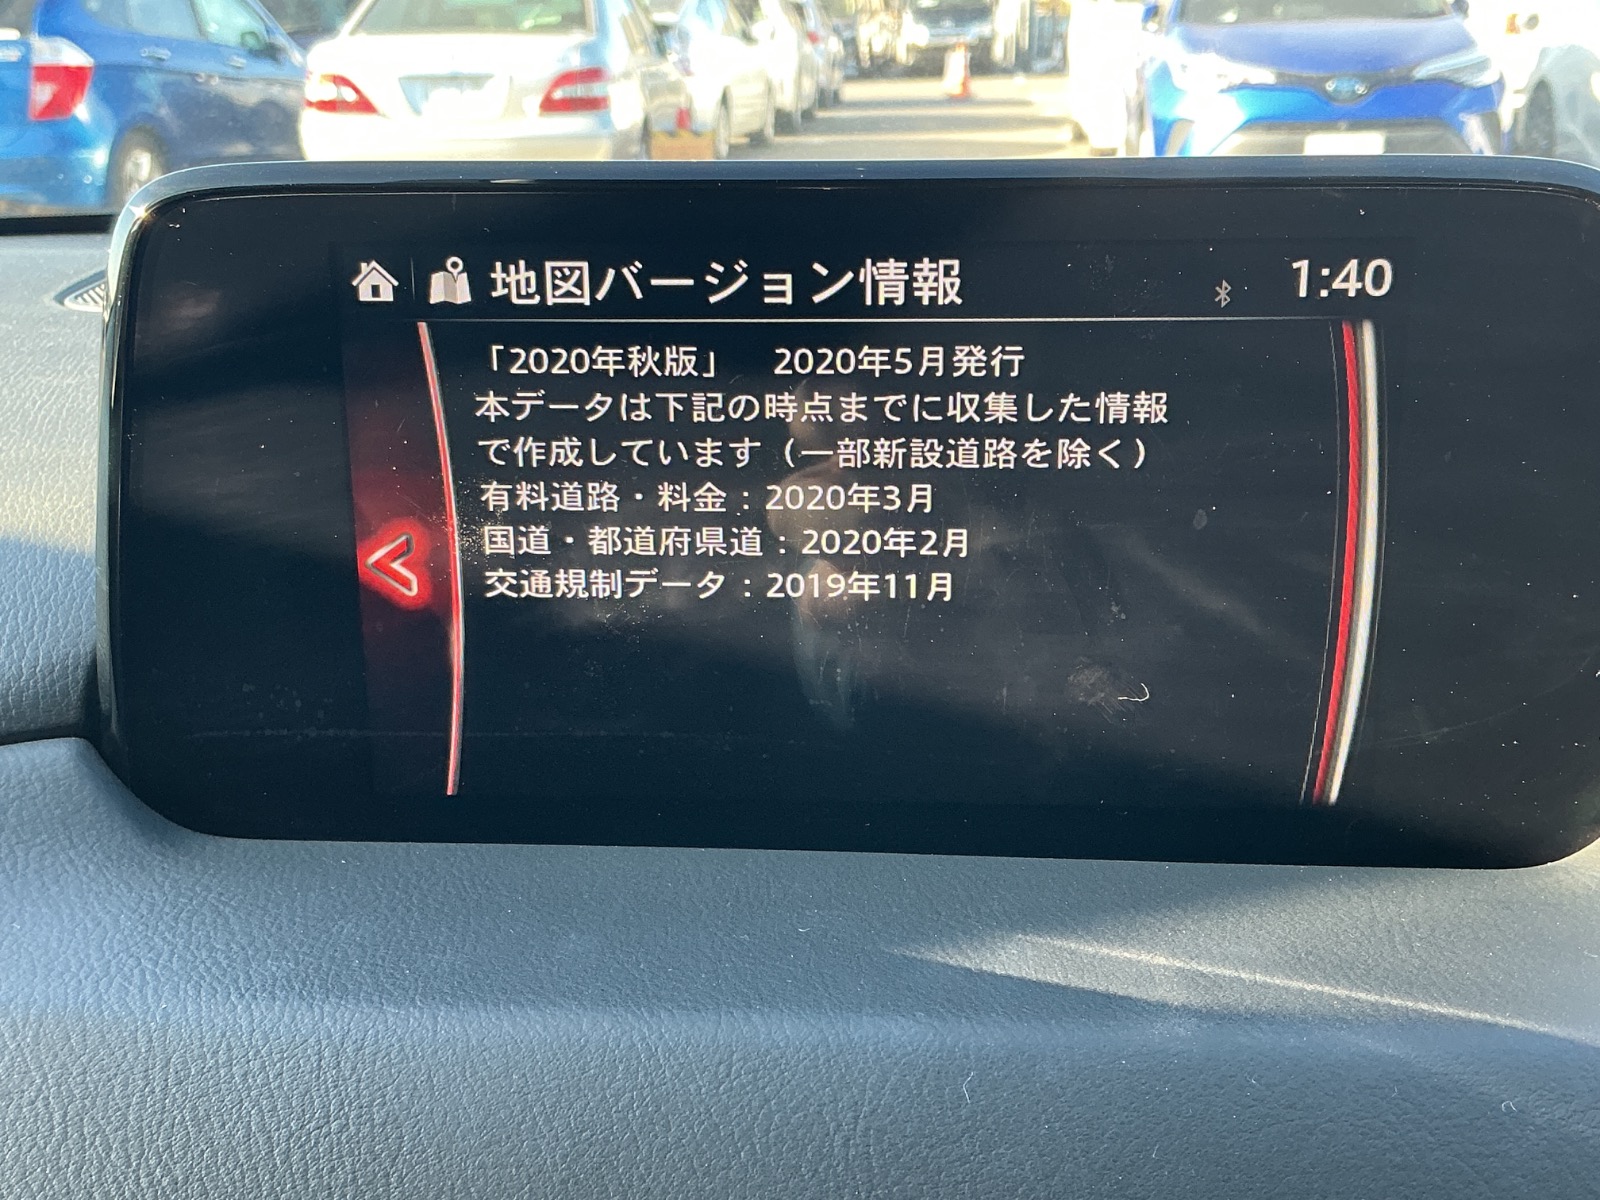 地図バージョン情報
1:40
「2020年秋版」　2020年5月発行
本データは下記の時点までに収集した情報
で作成しています（一部新設道路を除く）
有料道路・料金：2020年3月
国道・都道府県道：2020年2月
交通規制データ：2019年11月